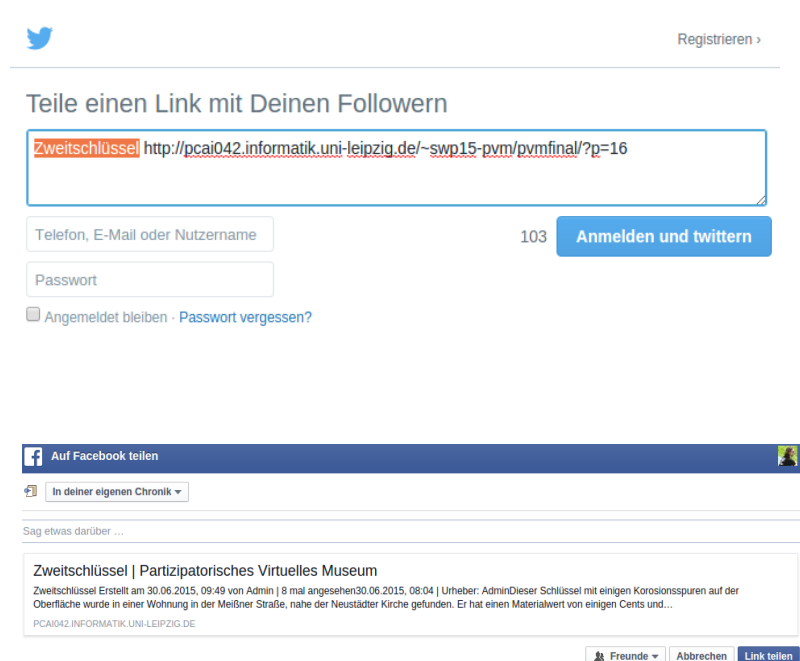 Registrieren ›
Teile einen Link mit Deinen Followern
Zweitschlüssel http://pcai042.informatik.uni-leipzig.de/~swp15-pvm/pvmfinal/?p=16
Telefon, E-Mail oder Nutzername
103 Anmelden und twittern
Passwort
Angemeldet bleiben · Passwort vergessen?
Auf Facebook teilen
In deiner eigenen Chronik
Sag etwas darüber ...
Zweitschlüssel | Partizipatorisches Virtuelles Museum
Zweitschlüssel Erstellt am 30.06.2015, 09:49 von Admin | 8 mal angesehen30.06.2015, 08:04 | Urheber: AdminDieser Schlüssel mit einigen Korosionsspuren auf der
Oberfläche wurde in einer Wohnung in der Meißner Straße, nahe der Neustädter Kirche gefunden. Er hat einen Materialwert von einigen Cents und…
PCAI042.INFORMATIK.UNI-LEIPZIG.DE
Freunde Abbrechen Link teilen